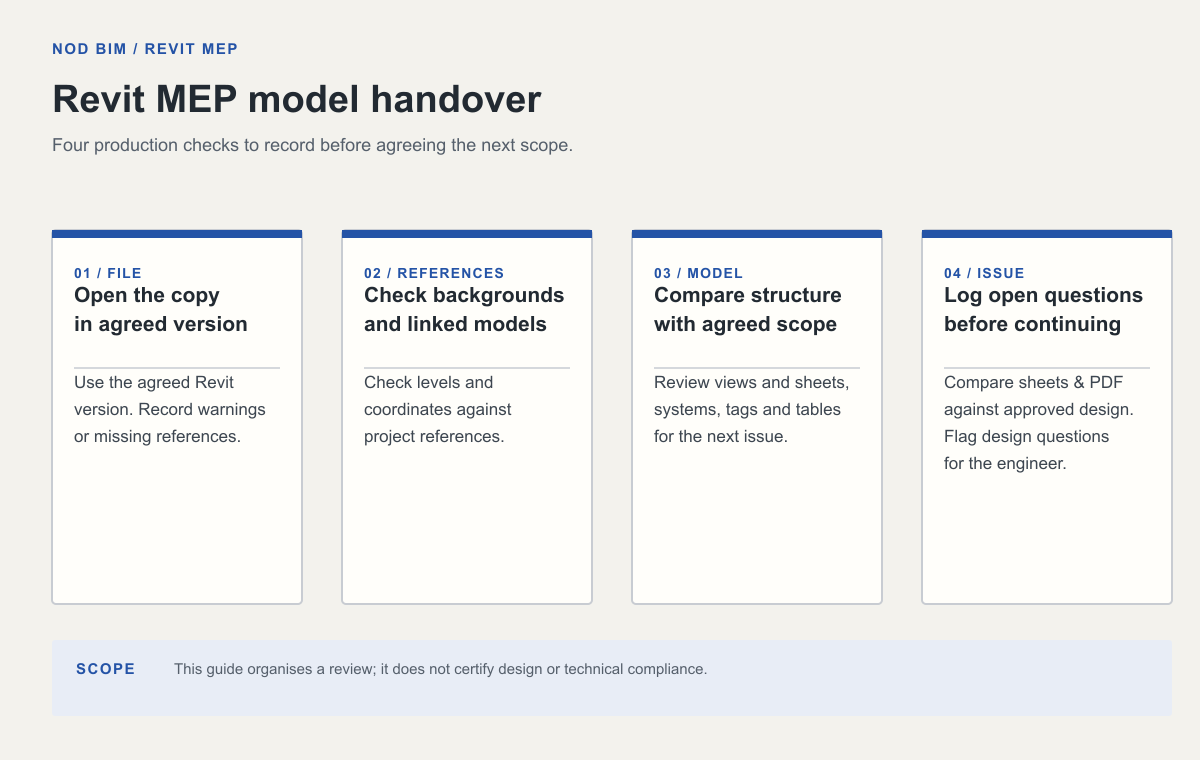 NOD BIM / REVIT MEP
Revit MEP model handover
Four production checks to record before agreeing the next scope.
01 / FILE
Open the copy
in agreed version
Use the agreed Revit
version. Record warnings
or missing references.
02 / REFERENCES
Check backgrounds
and linked models
Check levels and
coordinates against
project references.
03 / MODEL
Compare structure
with agreed scope
Review views and sheets,
systems, tags and tables
for the next issue.
04 / ISSUE
Log open questions
before continuing
Compare sheets & PDF
against approved design.
Flag design questions
for the engineer.
SCOPE This guide organises a review; it does not certify design or technical compliance.